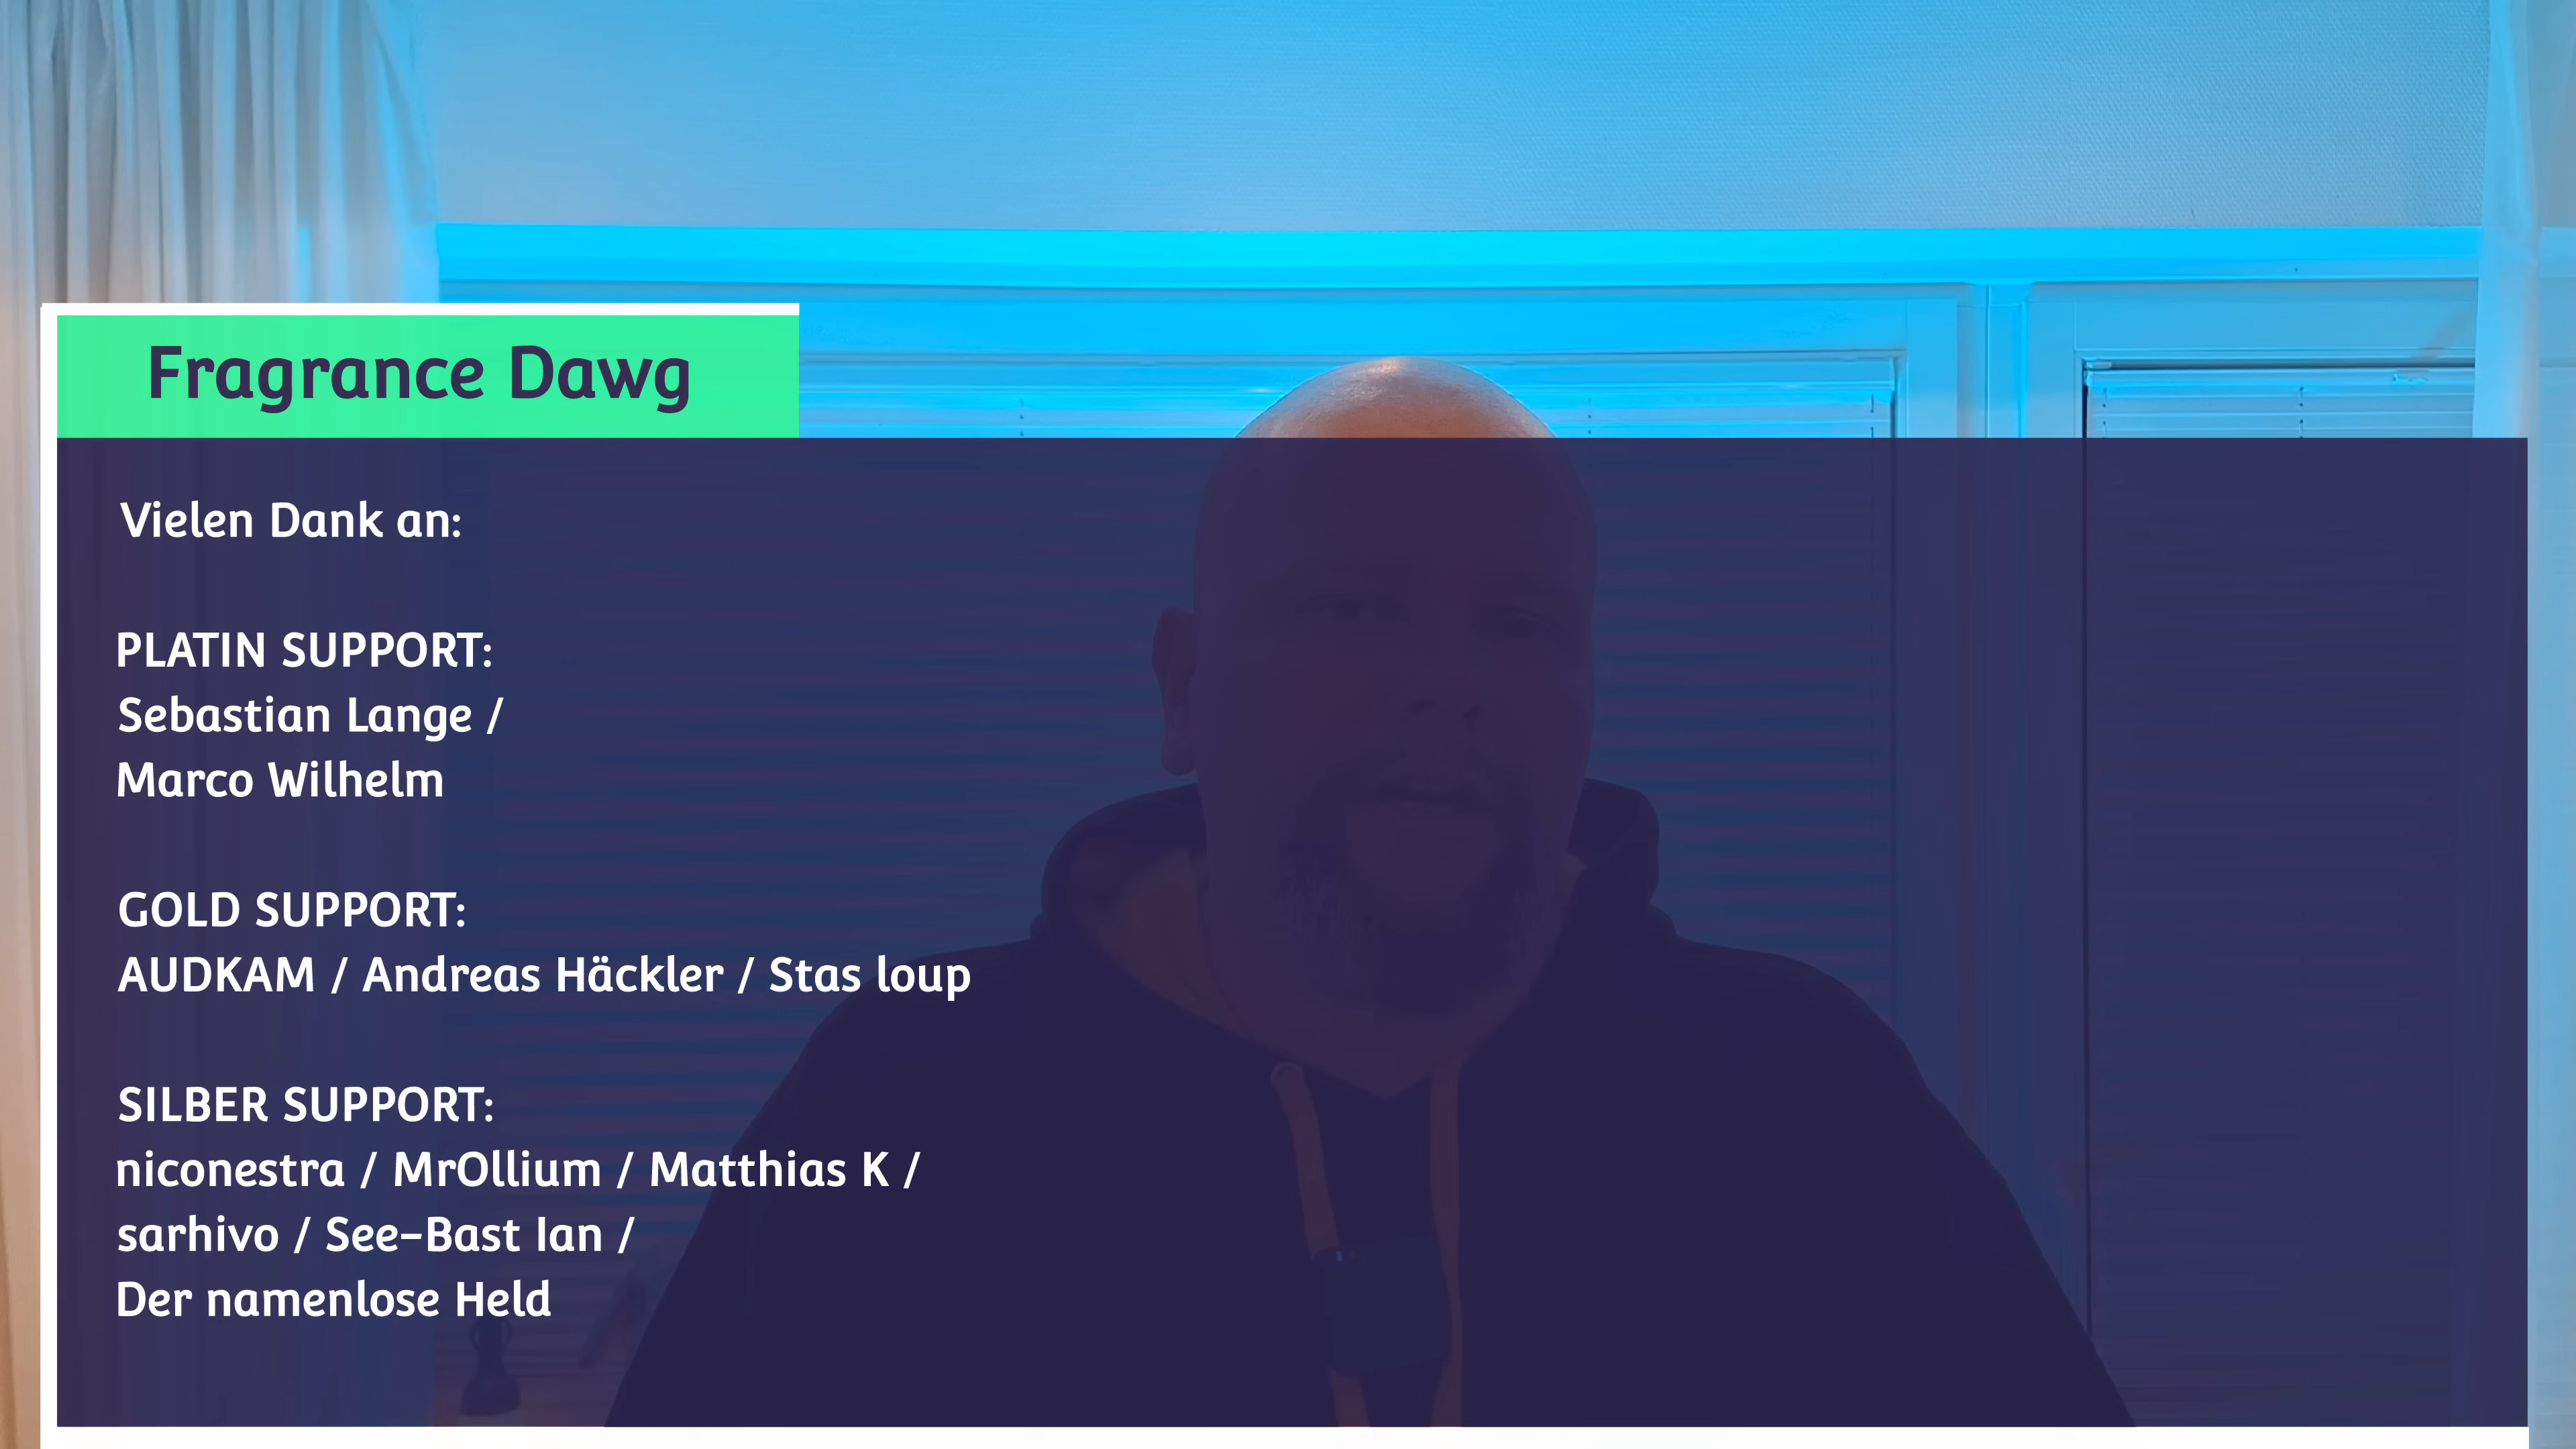 Fragrance Dawg
Vielen Dank an:
PLATIN SUPPORT:
Sebastian Lange /
Marco Wilhelm
GOLD SUPPORT:
AUDKAM / Andreas Häckler / Stas loup
SILBER SUPPORT:
niconestra / MrOllium / Matthias K /
sarhivo / See-Bast Ian /
Der namenlose Held